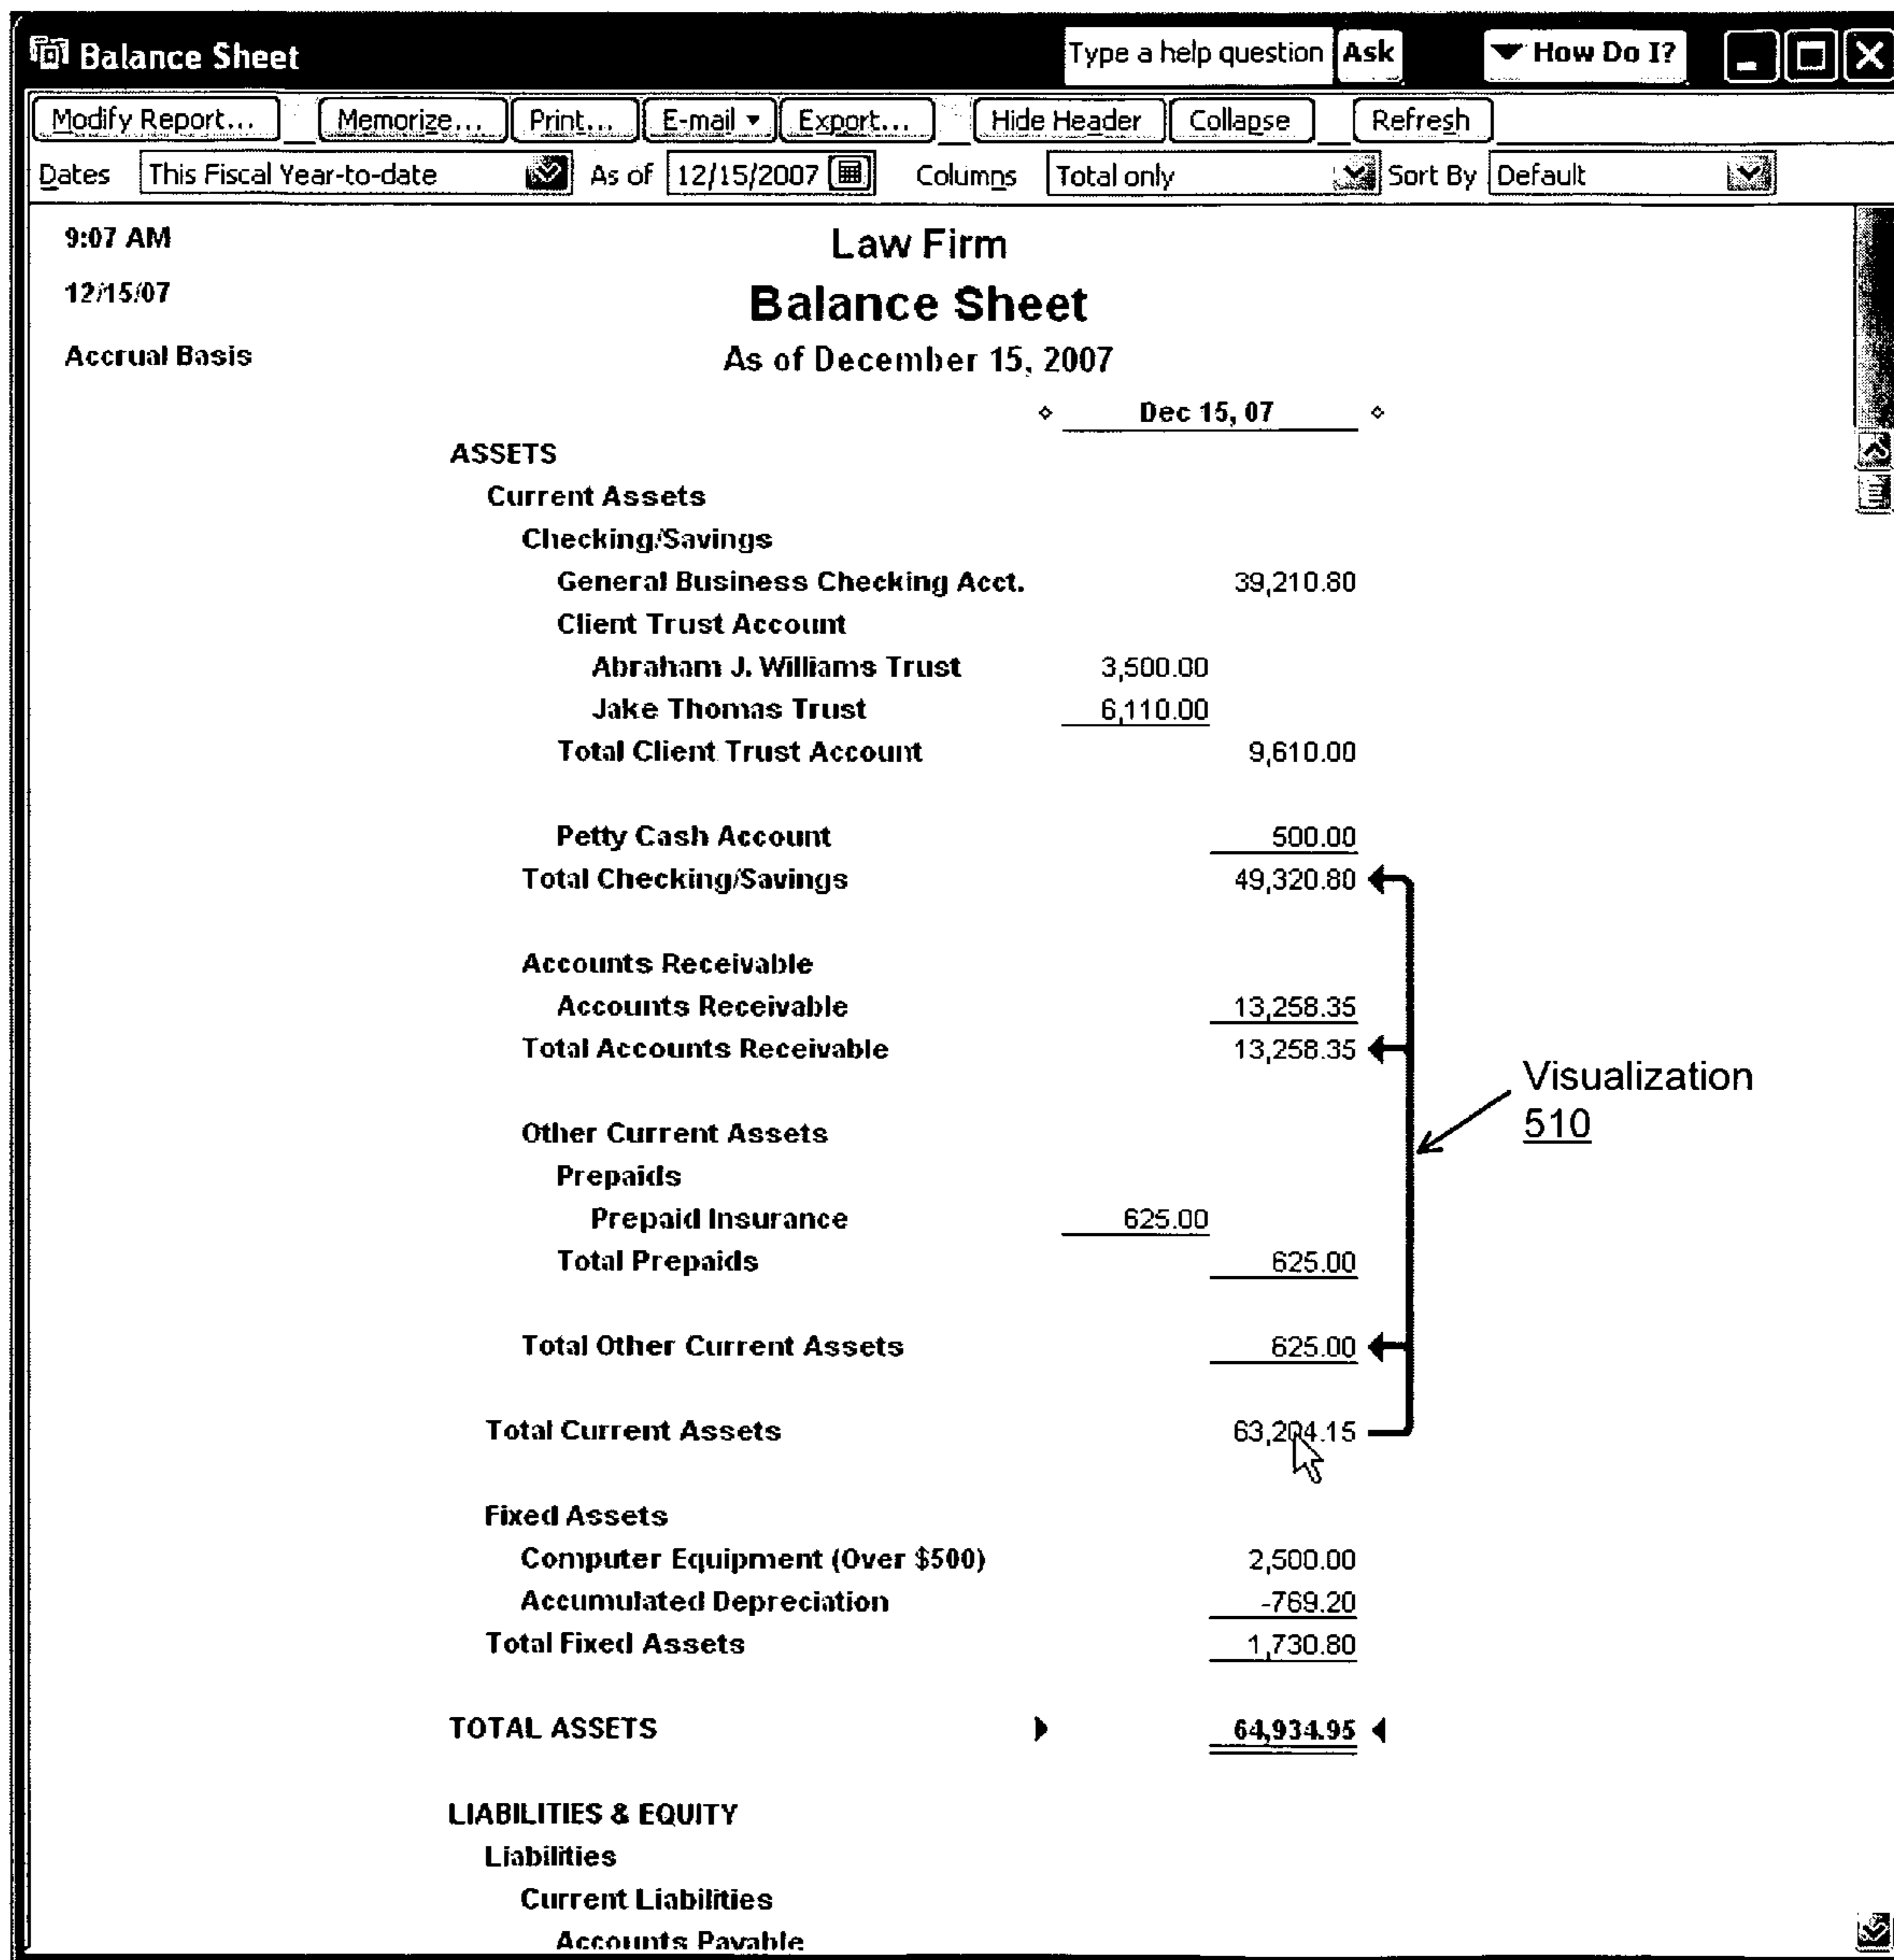 Balance Sheet Type a help question Ask How Do I?
Modify Report... Memorize... Print... E-mail Export... Hide Header Collapse Refresh
Dates This Fiscal Year-to-date As of 12/15/2007 Columns Total only Sort By Default
9:07 AM Law Firm
12/15/07 Balance Sheet
Accrual Basis As of December 15, 2007
Dec 15, 07
ASSETS
Current Assets
Checking/Savings
General Business Checking Acct. 39,210.80
Client Trust Account
Abraham J. Williams Trust 3,500.00
Jake Thomas Trust 6,110.00
Total Client Trust Account 9,610.00
Petty Cash Account 500.00
Total Checking/Savings 49,320.80
Accounts Receivable
Accounts Receivable 13,258.35
Total Accounts Receivable 13,258.35
Visualization
510
Other Current Assets
Prepaids
Prepaid Insurance 625.00
Total Prepaids 625.00
Total Other Current Assets 625.00
Total Current Assets 63,204.15
Fixed Assets
Computer Equipment (Over $500) 2,500.00
Accumulated Depreciation -769.20
Total Fixed Assets 1,730.80
TOTAL ASSETS 64,934.95
LIABILITIES & EQUITY
Liabilities
Current Liabilities
Accounts Payable